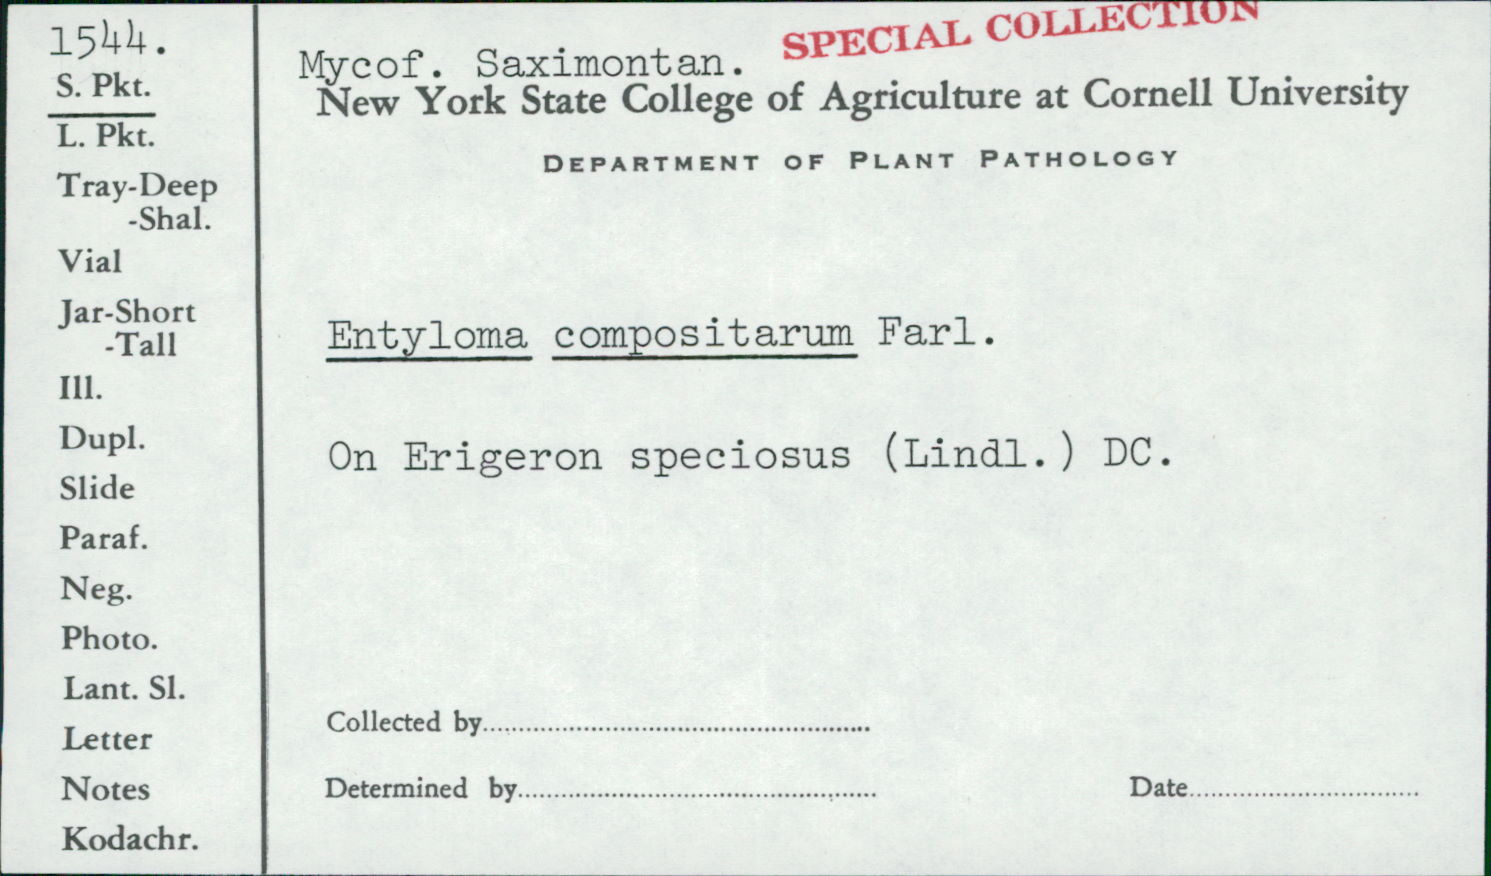 1544.
S. Pkt.
L. Pkt.
Tray-Deep
-Shal.
Vial
Jar-Short
-Tall
Ill.
Dupl.
Slide
Paraf.
Neg.
Photo.
Lant. Sl.
Letter
Notes
Kodachr.
SPECIAL COLLECTION
Mycof. Saximontan.
New York State College of Agriculture at Cornell University
DEPARTMENT OF PLANT PATHOLOGY
Entyloma compositarum Farl.
On Erigeron speciosus (Lindl.) DC.
Collected by
Determined by
Date